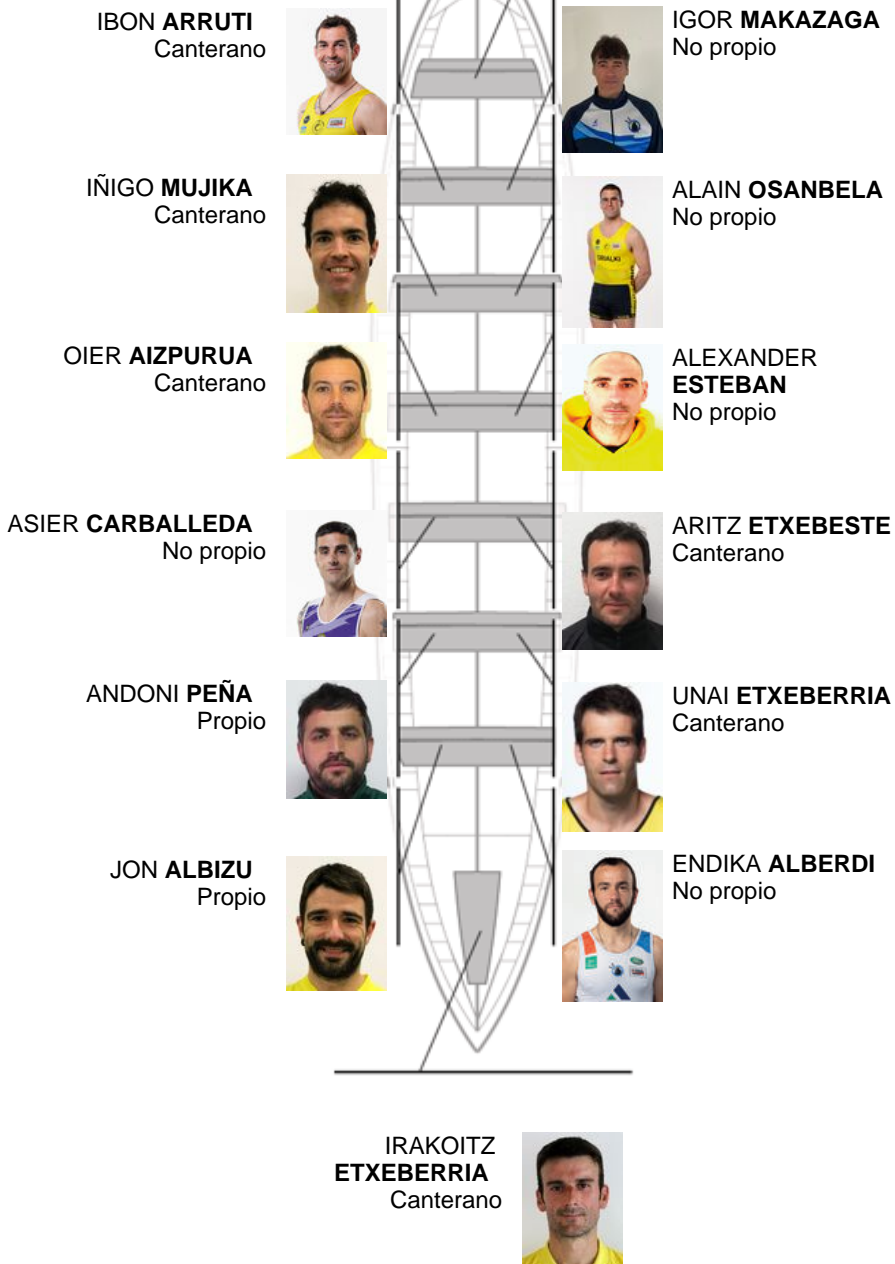 IBON ARRUTI
Canterano
IGOR MAKAZAGA
No propio
IÑIGO MUJIKA
Canterano
ALAIN OSANBELA
No propio
OIER AIZPURUA
Canterano
ALEXANDER
ESTEBAN
No propio
ASIER CARBALLEDA
No propio
ARITZ ETXEBESTE
Canterano
ANDONI PEÑA
Propio
UNAI ETXEBERRIA
Canterano
JON ALBIZU
Propio
ENDIKA ALBERDI
No propio
IRAKOITZ
ETXEBERRIA
Canterano